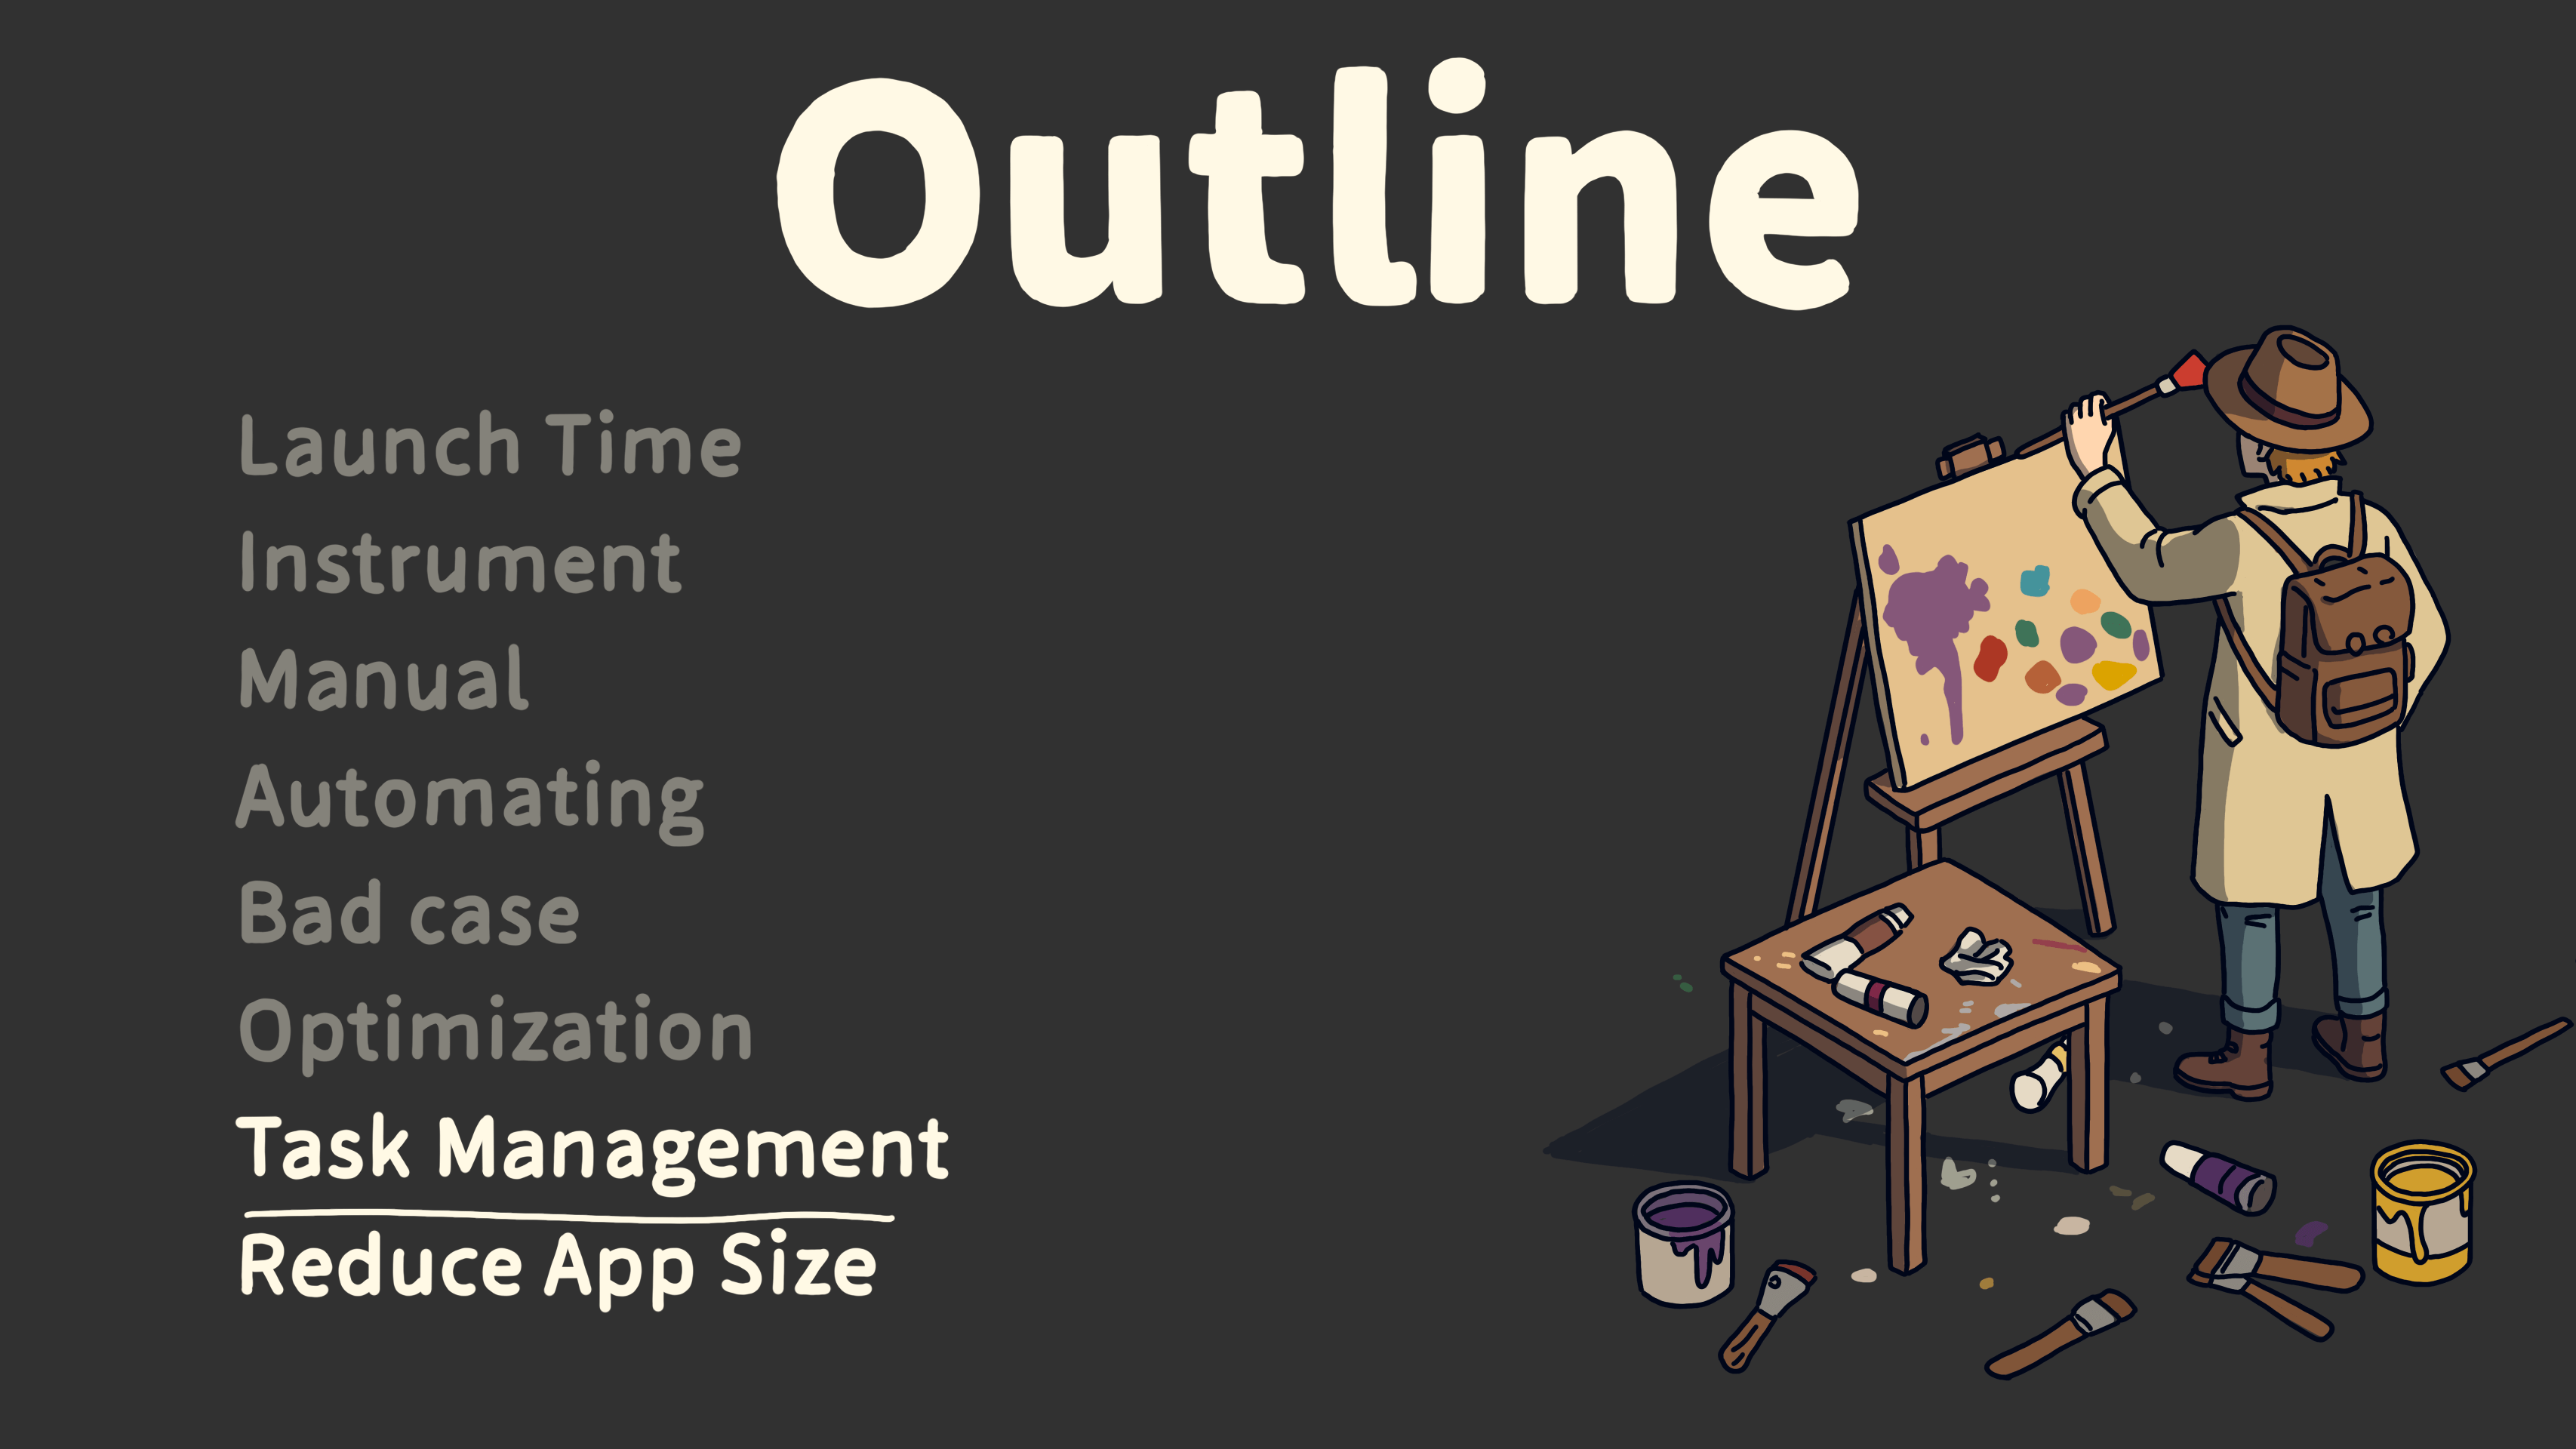 Outline
Launch Time
Instrument
Manual
Automating
Bad case
Optimization
Task Management
Reduce App Size